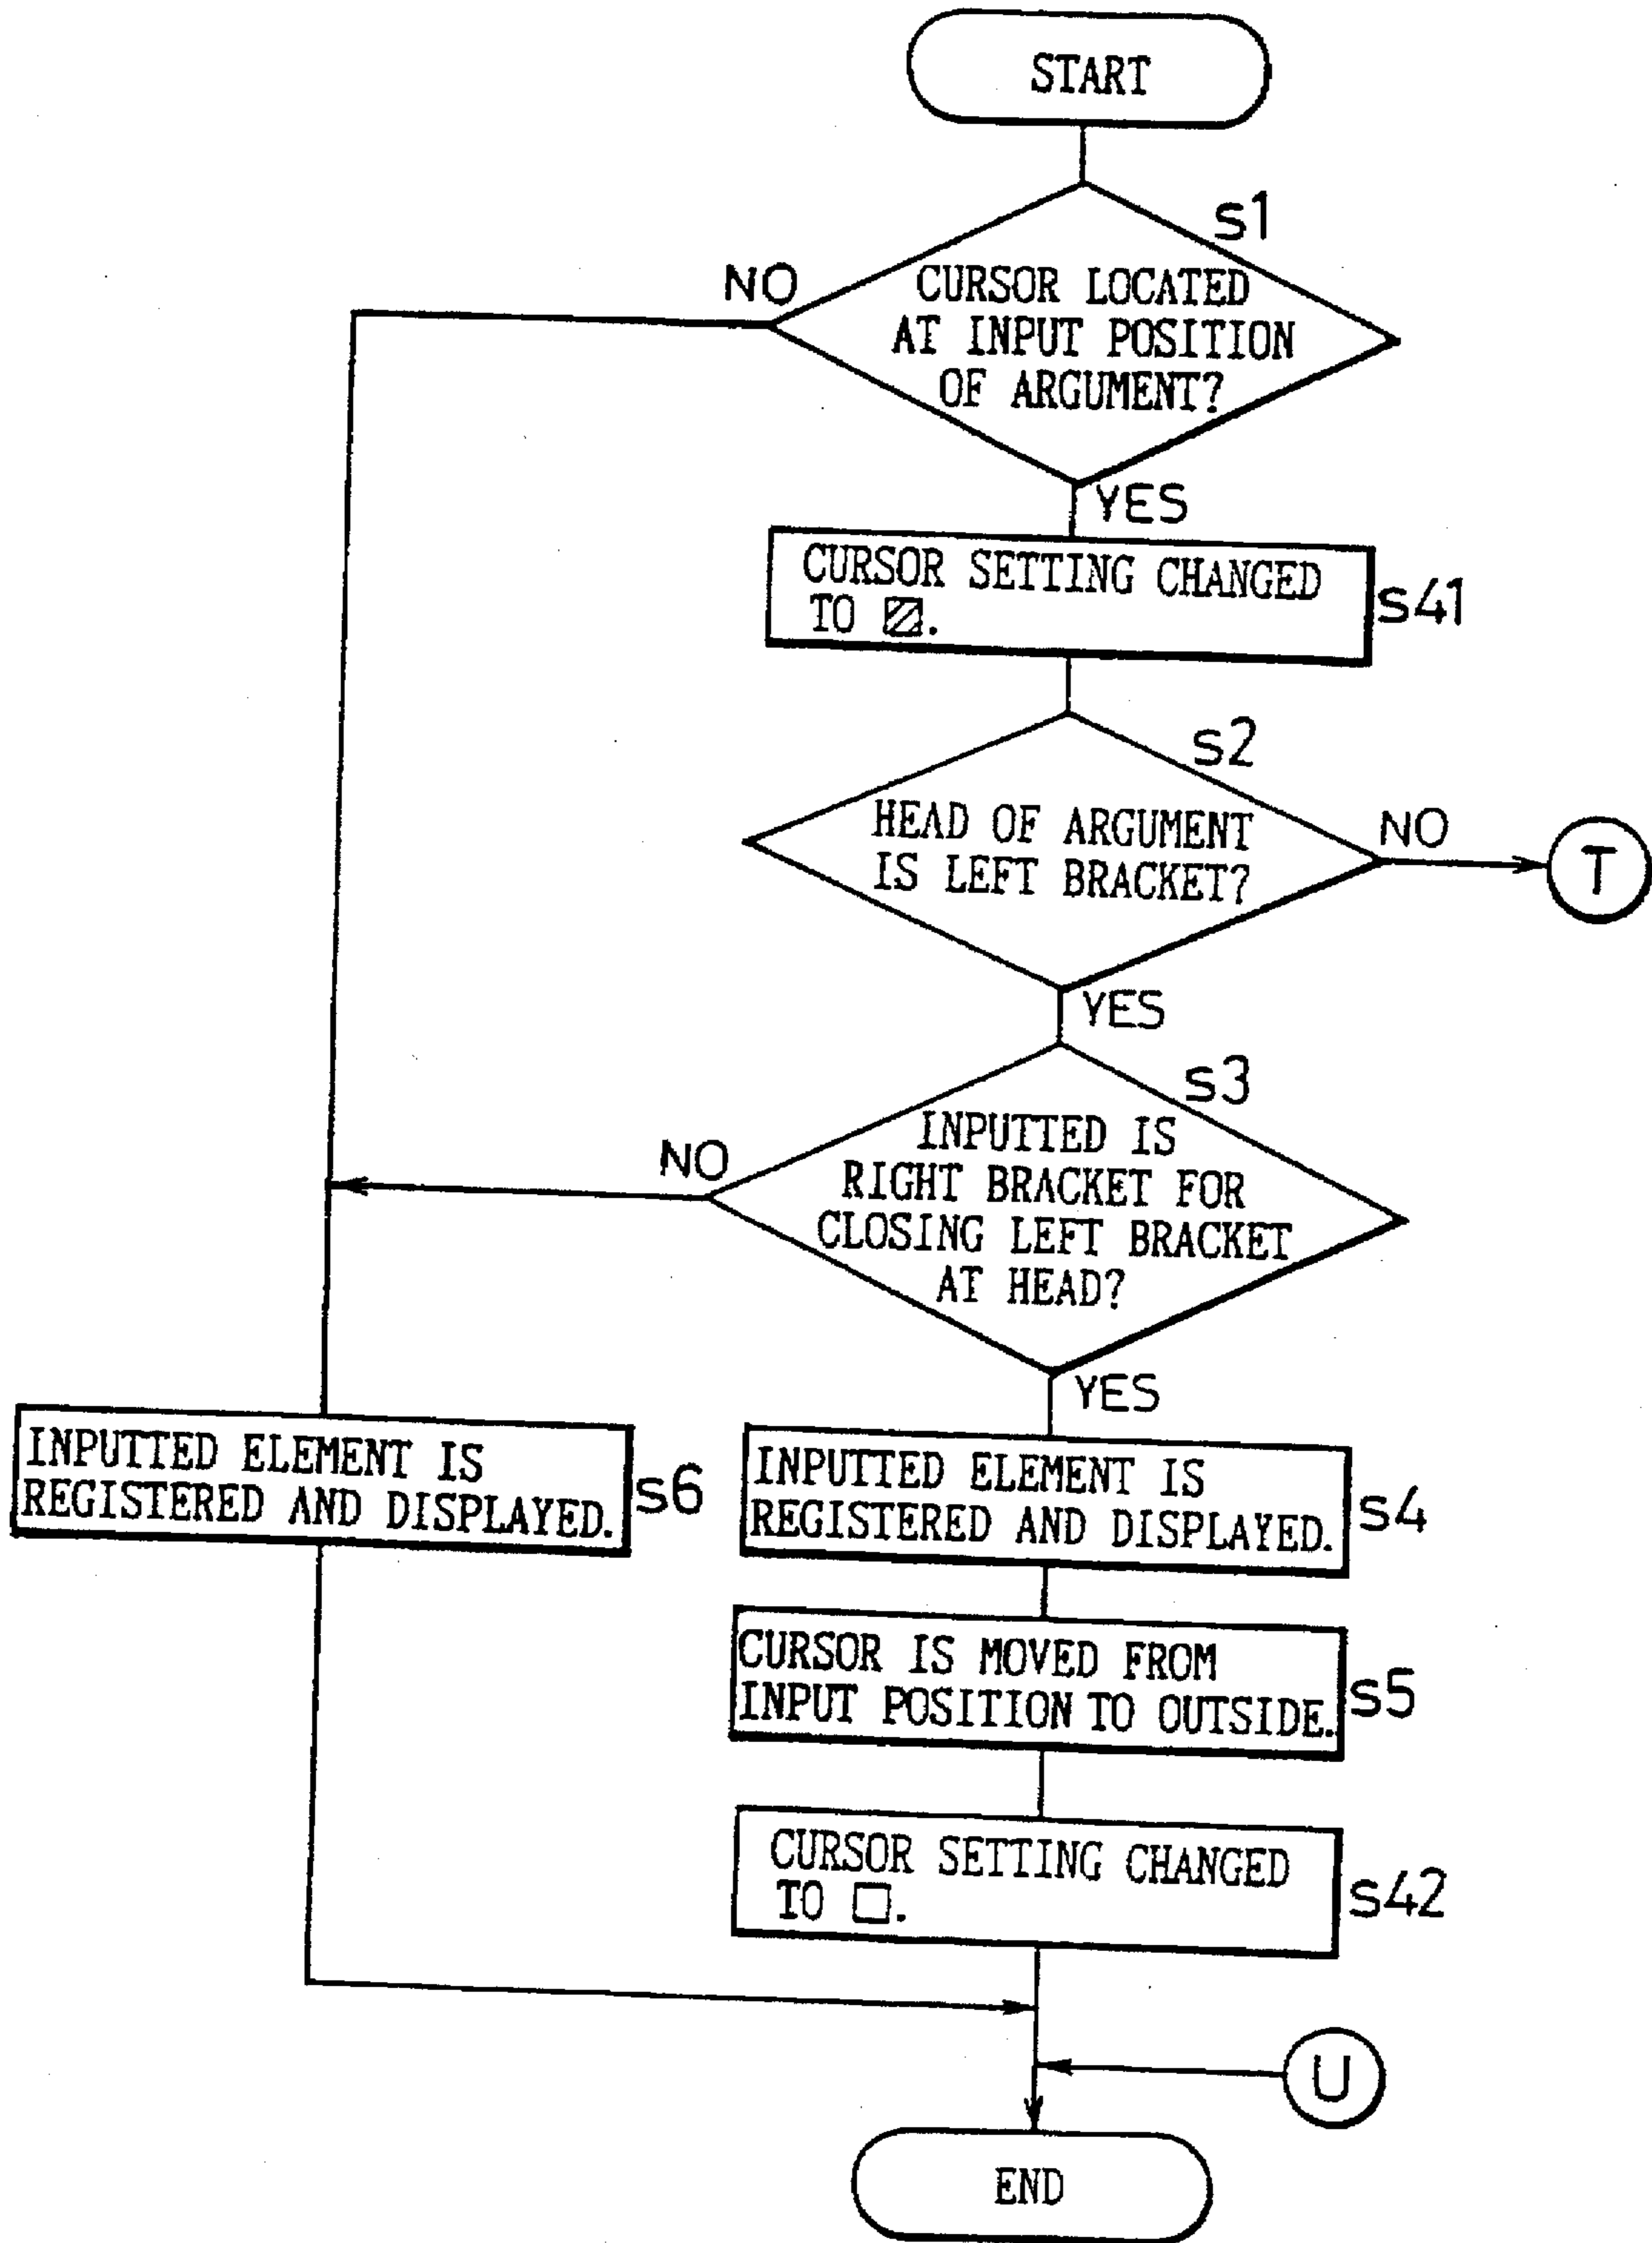 START
s1
NO
CURSOR LOCATED
AT INPUT POSITION
OF ARGUMENT?
YES
CURSOR SETTING CHANGED
TO ▨.
s41
s2
HEAD OF ARGUMENT
IS LEFT BRACKET?
NO
T
YES
s3
NO
INPUTTED IS
RIGHT BRACKET FOR
CLOSING LEFT BRACKET
AT HEAD?
YES
INPUTTED ELEMENT IS
REGISTERED AND DISPLAYED.
s6
INPUTTED ELEMENT IS
REGISTERED AND DISPLAYED.
s4
CURSOR IS MOVED FROM
INPUT POSITION TO OUTSIDE.
s5
CURSOR SETTING CHANGED
TO □.
s42
U
END